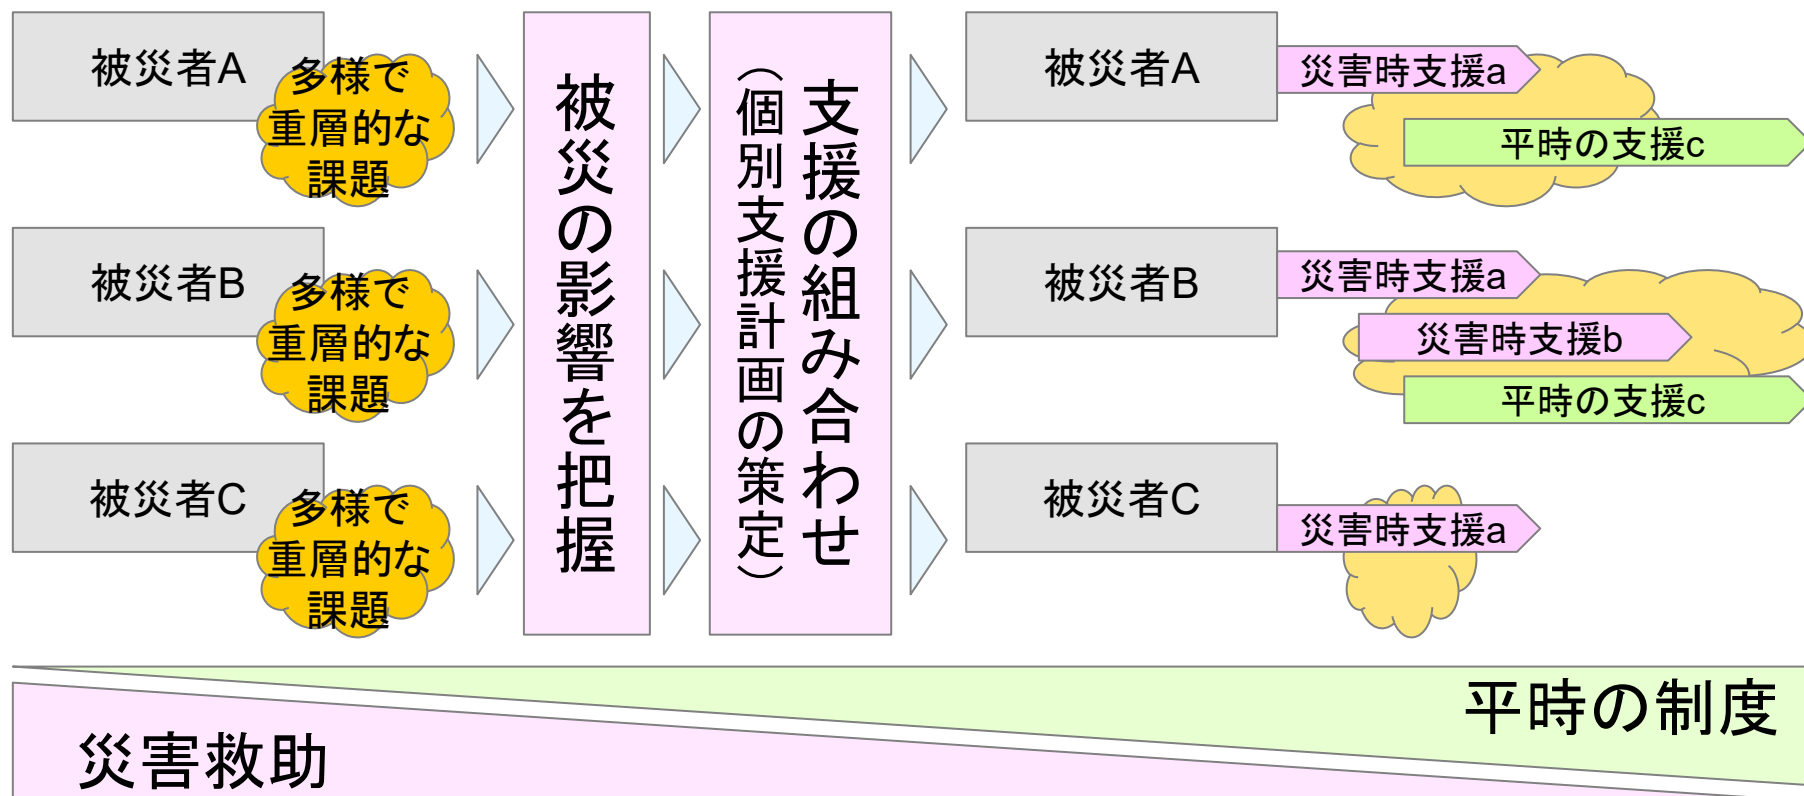 被災者A
多様で
重層的な
課題
被災者B
多様で
重層的な
課題
被災者C
多様で
重層的な
課題
被災の影響を把握
支援の組み合わせ
（個別支援計画の策定）
被災者A
災害時支援a
平時の支援c
被災者B
災害時支援a
災害時支援b
平時の支援c
被災者C
災害時支援a
平時の制度
災害救助